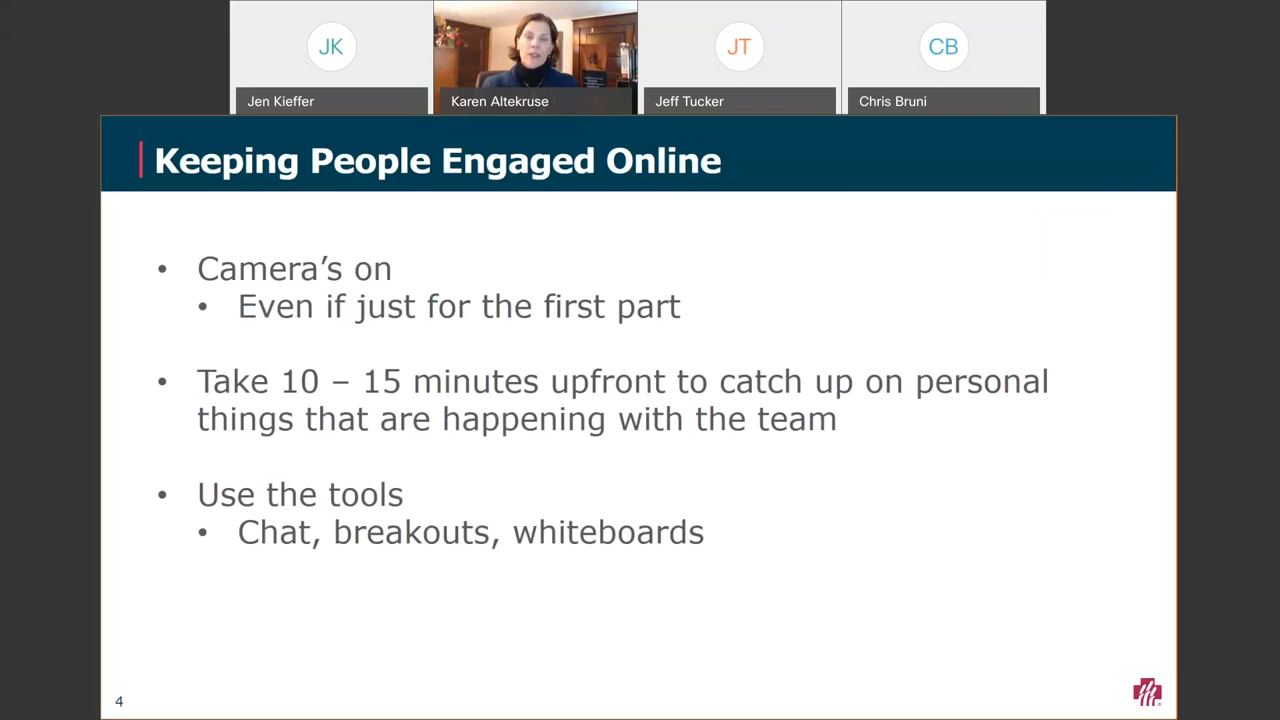 JK
JT
CB
Jen Kieffer
Karen Altekruse
Jeff Tucker
Chris Bruni
Keeping People Engaged Online
• Camera’s on
• Even if just for the first part
• Take 10 – 15 minutes upfront to catch up on personal
things that are happening with the team
• Use the tools
• Chat, breakouts, whiteboards
4